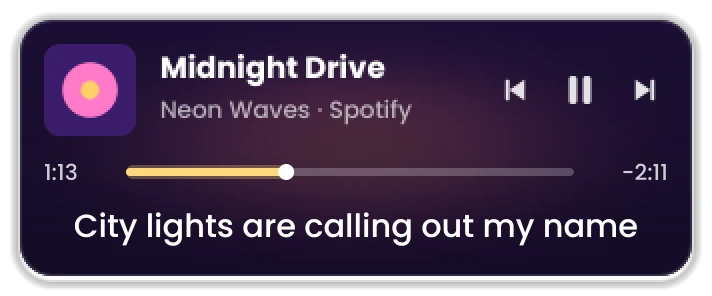 Midnight Drive
Neon Waves · Spotify
1:13
-2:11
City lights are calling out my name